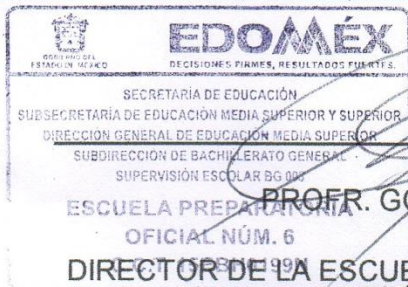 GOBIERNO DEL
ESTADO DE MÉXICO
EDOMÉX
DECISIONES FIRMES, RESULTADOS FUERTES.
SECRETARÍA DE EDUCACIÓN
SUBSECRETARÍA DE EDUCACIÓN MEDIA SUPERIOR Y SUPERIOR
DIRECCIÓN GENERAL DE EDUCACIÓN MEDIA SUPERIOR
SUBDIRECCIÓN DE BACHILLERATO GENERAL
SUPERVISIÓN ESCOLAR BG 003
ESCUELA PREPARATORIA
PROFR. GO
OFICIAL NÚM. 6
DIRECTOR DE LA ESCUE